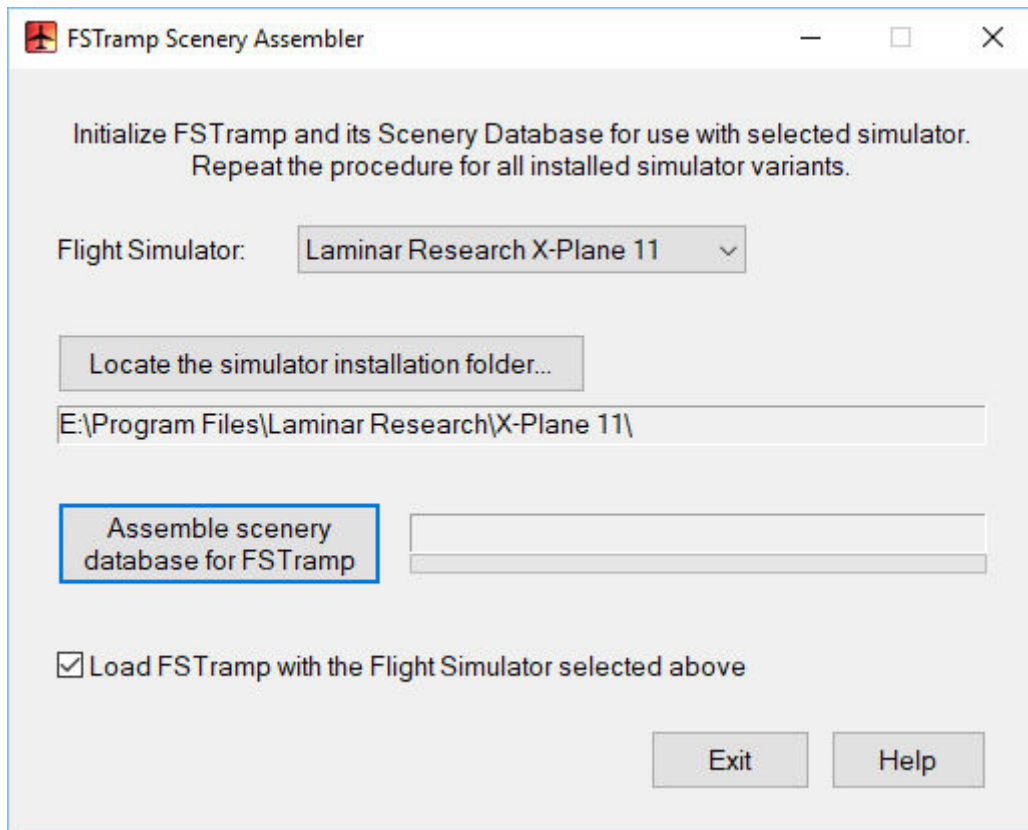 FSTramp Scenery Assembler
Initialize FSTramp and its Scenery Database for use with selected simulator.
Repeat the procedure for all installed simulator variants.
Flight Simulator:
Laminar Research X-Plane 11
Locate the simulator installation folder...
E:\Program Files\Laminar Research\X-Plane 11\
Assemble scenery
database for FSTramp
Load FSTramp with the Flight Simulator selected above
Exit
Help